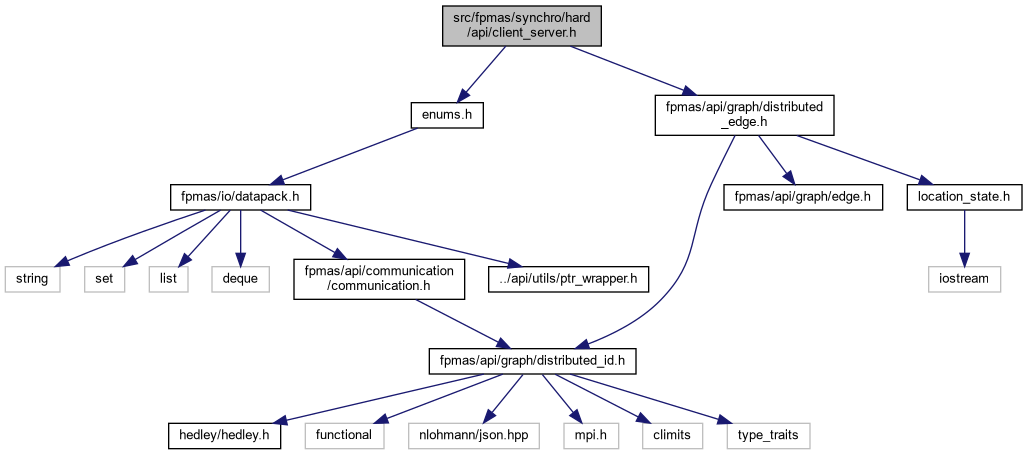 src/fpmas/synchro/hard
/api/client_server.h
enums.h
fpmas/api/graph/distributed
_edge.h
fpmas/io/datapack.h
fpmas/api/graph/edge.h
location_state.h
string
set
list
deque
fpmas/api/communication
/communication.h
../api/utils/ptr_wrapper.h
iostream
fpmas/api/graph/distributed_id.h
hedley/hedley.h
functional
nlohmann/json.hpp
mpi.h
climits
type_traits